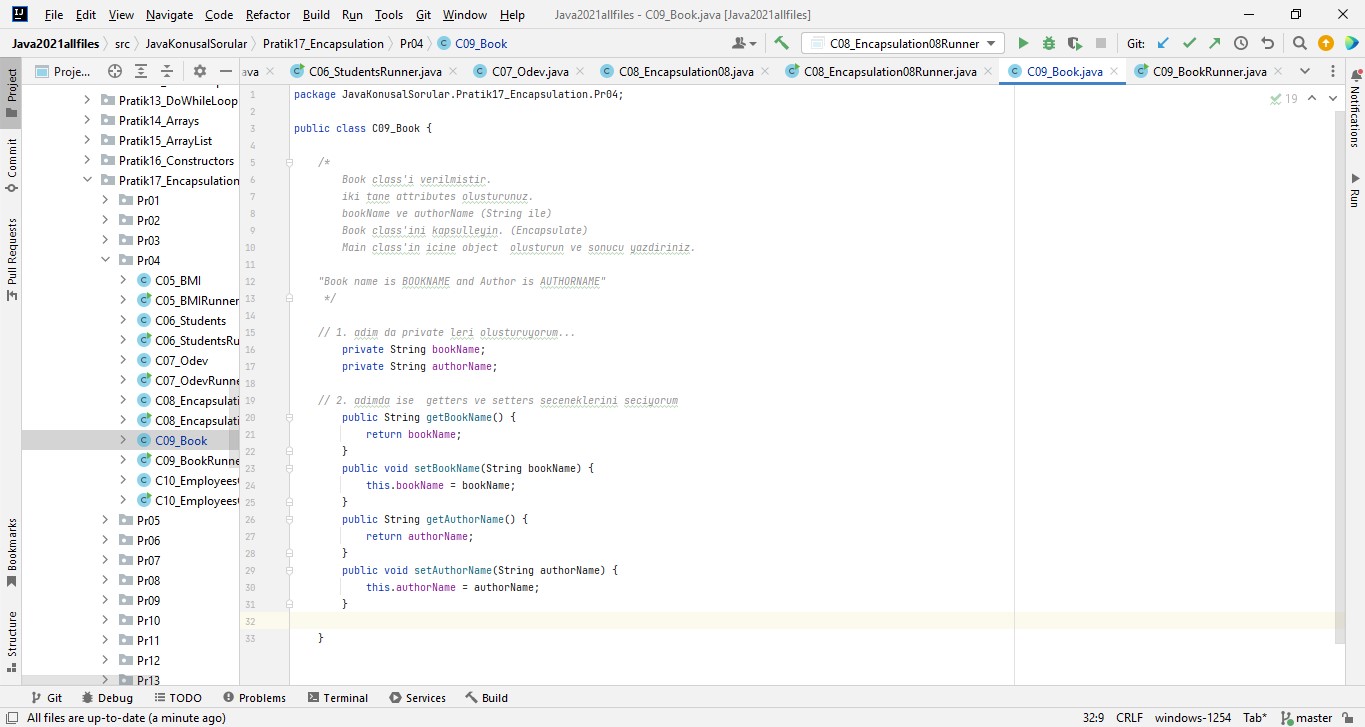 File Edit View Navigate Code Refactor Build Run Tools Git Window Help Java2021allfiles - C09_Book.java [Java2021allfiles]
Java2021allfiles src JavaKonusalSorular Pratik17_Encapsulation Pr04 C09_Book C08_Encapsulation08Runner Git:
Proje... ava C06_StudentsRunner.java C07_Odev.java C08_Encapsulation08.java C08_Encapsulation08Runner.java C09_Book.java C09_BookRunner.java
Project
Commit
Pull Requests
Bookmarks
Structure
Pratik13_DoWhileLoop
Pratik14_Arrays
Pratik15_ArrayList
Pratik16_Constructors
Pratik17_Encapsulation
Pr01
Pr02
Pr03
Pr04
C05_BMI
C05_BMIRunner
C06_Students
C06_StudentsRu
C07_Odev
C07_OdevRunne
C08_Encapsulati
C08_Encapsulati
C09_Book
C09_BookRunne
C10_Employees
C10_Employees
Pr05
Pr06
Pr07
Pr08
Pr09
Pr10
Pr11
Pr12
Pr13
1 package JavaKonusalSorular.Pratik17_Encapsulation.Pr04;
2
3 public class C09_Book {
4
5 /*
6 Book class'i verilmistir.
7 iki tane attributes olusturunuz.
8 bookName ve authorName (String ile)
9 Book class'ini kapsulleyin. (Encapsulate)
10 Main class'in icine object  olusturun ve sonucu yazdiriniz.
11
12 "Book name is BOOKNAME and Author is AUTHORNAME"
13 */
14
15 // 1. adim da private leri olusturuyorum...
16 private String bookName;
17 private String authorName;
18
19 // 2. adimda ise  getters ve setters seceneklerini seciyorum
20 public String getBookName() {
21 return bookName;
22 }
23 public void setBookName(String bookName) {
24 this.bookName = bookName;
25 }
26 public String getAuthorName() {
27 return authorName;
28 }
29 public void setAuthorName(String authorName) {
30 this.authorName = authorName;
31 }
32
33 }
19
Notifications
Run
Git Debug TODO Problems Terminal Services Build
All files are up-to-date (a minute ago) 32:9 CRLF windows-1254 Tab* master